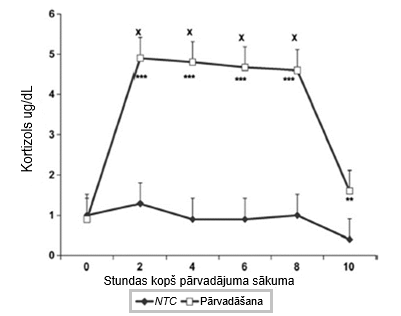 6
x x x x
5
*** *** *** ***
4
3
2
**
1
0
Kortizols ug/dL
0 2 4 6 8 10
Stundas kopš pārvadājuma sākuma
NTC Pārvadāšana